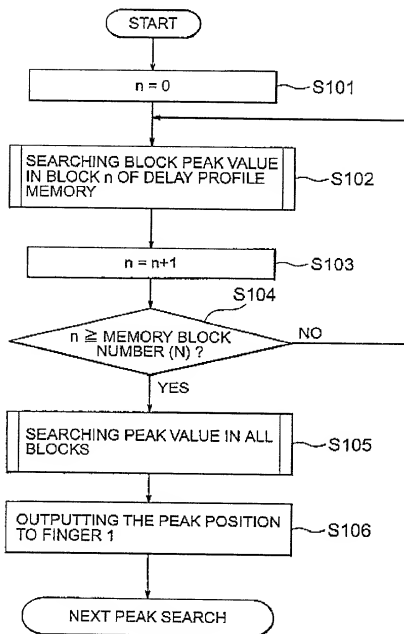 START
n = 0
S101
SEARCHING BLOCK PEAK VALUE
IN BLOCK n OF DELAY PROFILE
MEMORY
S102
n = n+1
S103
S104
n ≧ MEMORY BLOCK
NUMBER (N) ?
NO
YES
SEARCHING PEAK VALUE IN ALL
BLOCKS
S105
OUTPUTTING THE PEAK POSITION
TO FINGER 1
S106
NEXT PEAK SEARCH